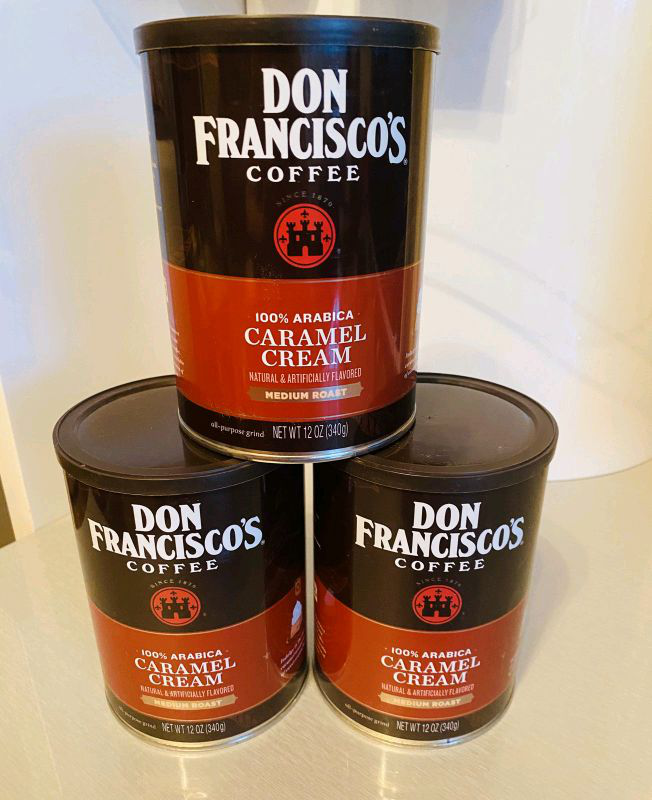 DON
FRANCISCO'S®
COFFEE
SINCE 1870
100% ARABICA
CARAMEL
CREAM
NATURAL & ARTIFICIALLY FLAVORED
MEDIUM ROAST
all-purpose grind NET WT 12 OZ (340g)
DON
FRANCISCO'S
COFFEE
SINCE 1870
100% ARABICA
CARAMEL
CREAM
NATURAL & ARTIFICIALLY FLAVORED
MEDIUM ROAST
all-purpose grind NET WT 12 OZ (340g)
DON
FRANCISCO'S
COFFEE
SINCE 1870
100% ARABICA
CARAMEL
CREAM
NATURAL & ARTIFICIALLY FLAVORED
MEDIUM ROAST
all-purpose grind NET WT 12 OZ (340g)